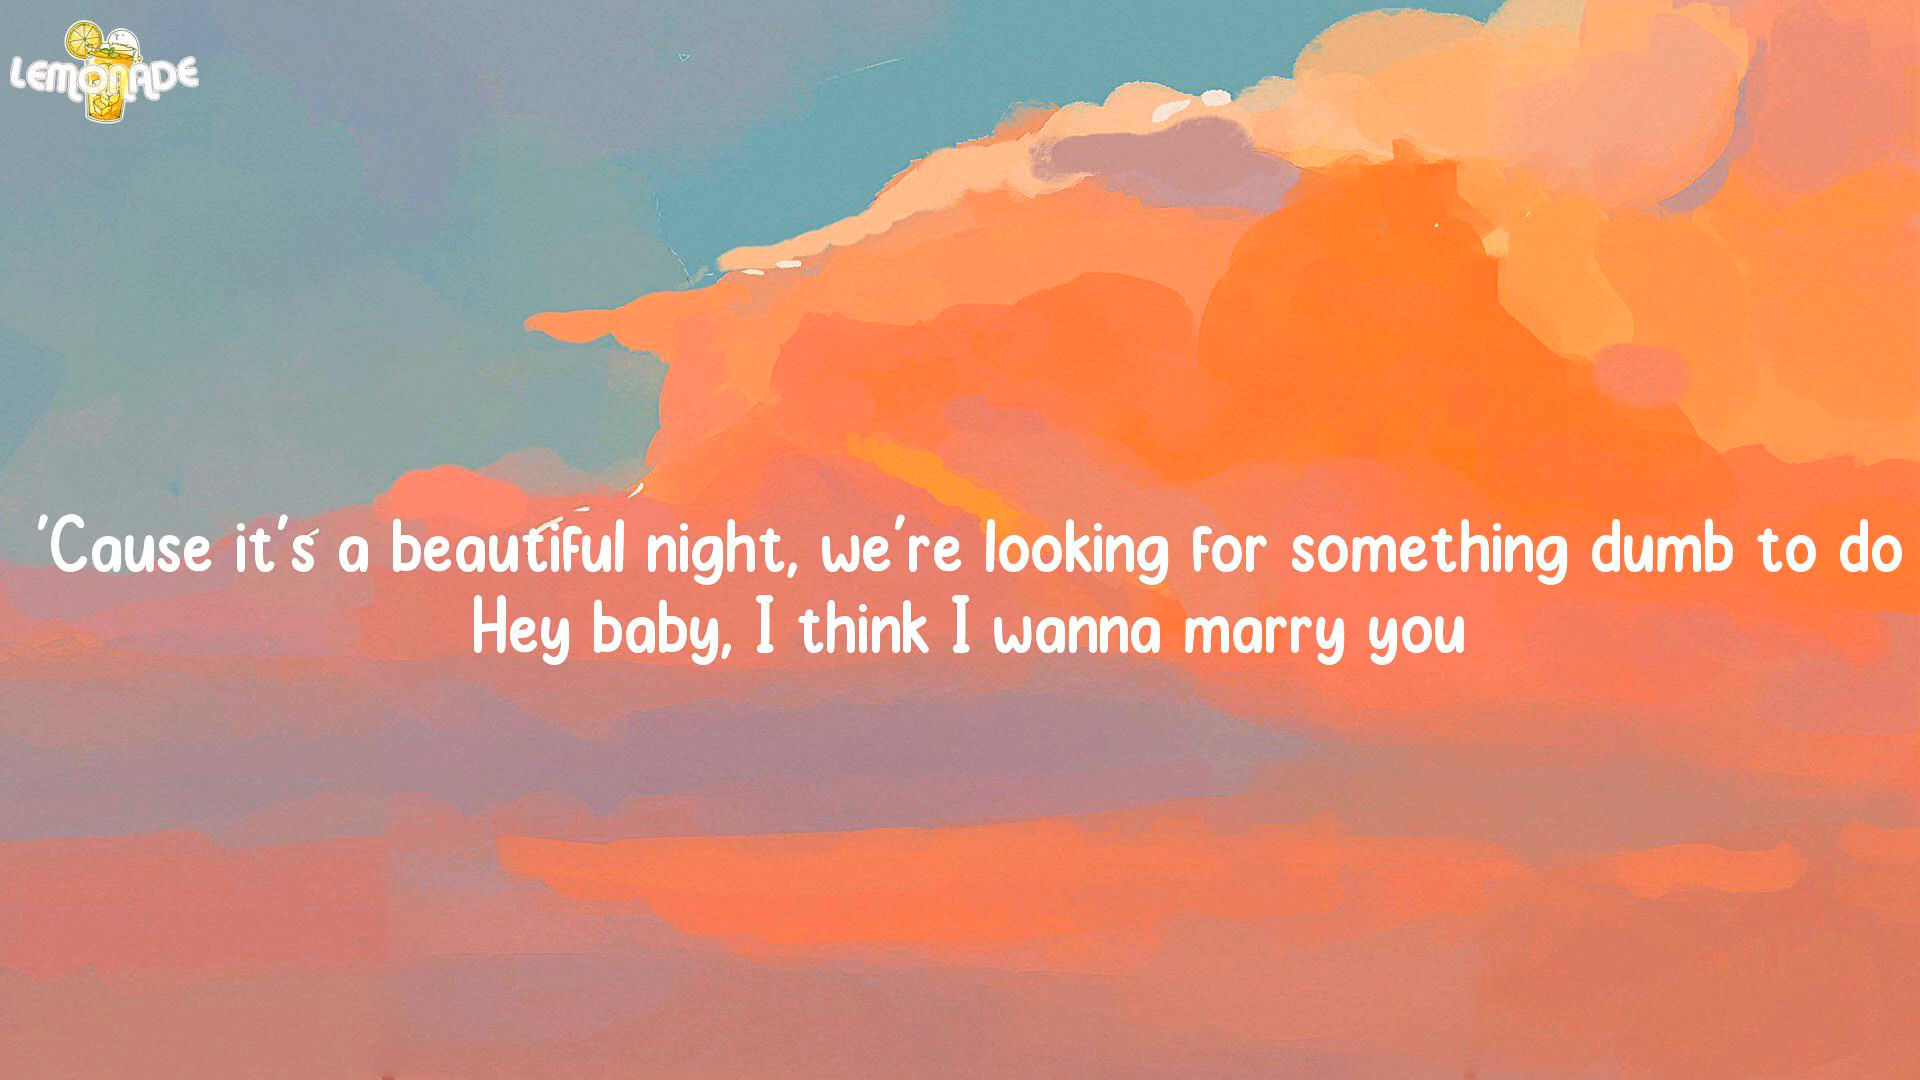 LEMONADE
'Cause it's a beautiful night, we're looking for something dumb to do
Hey baby, I think I wanna marry you